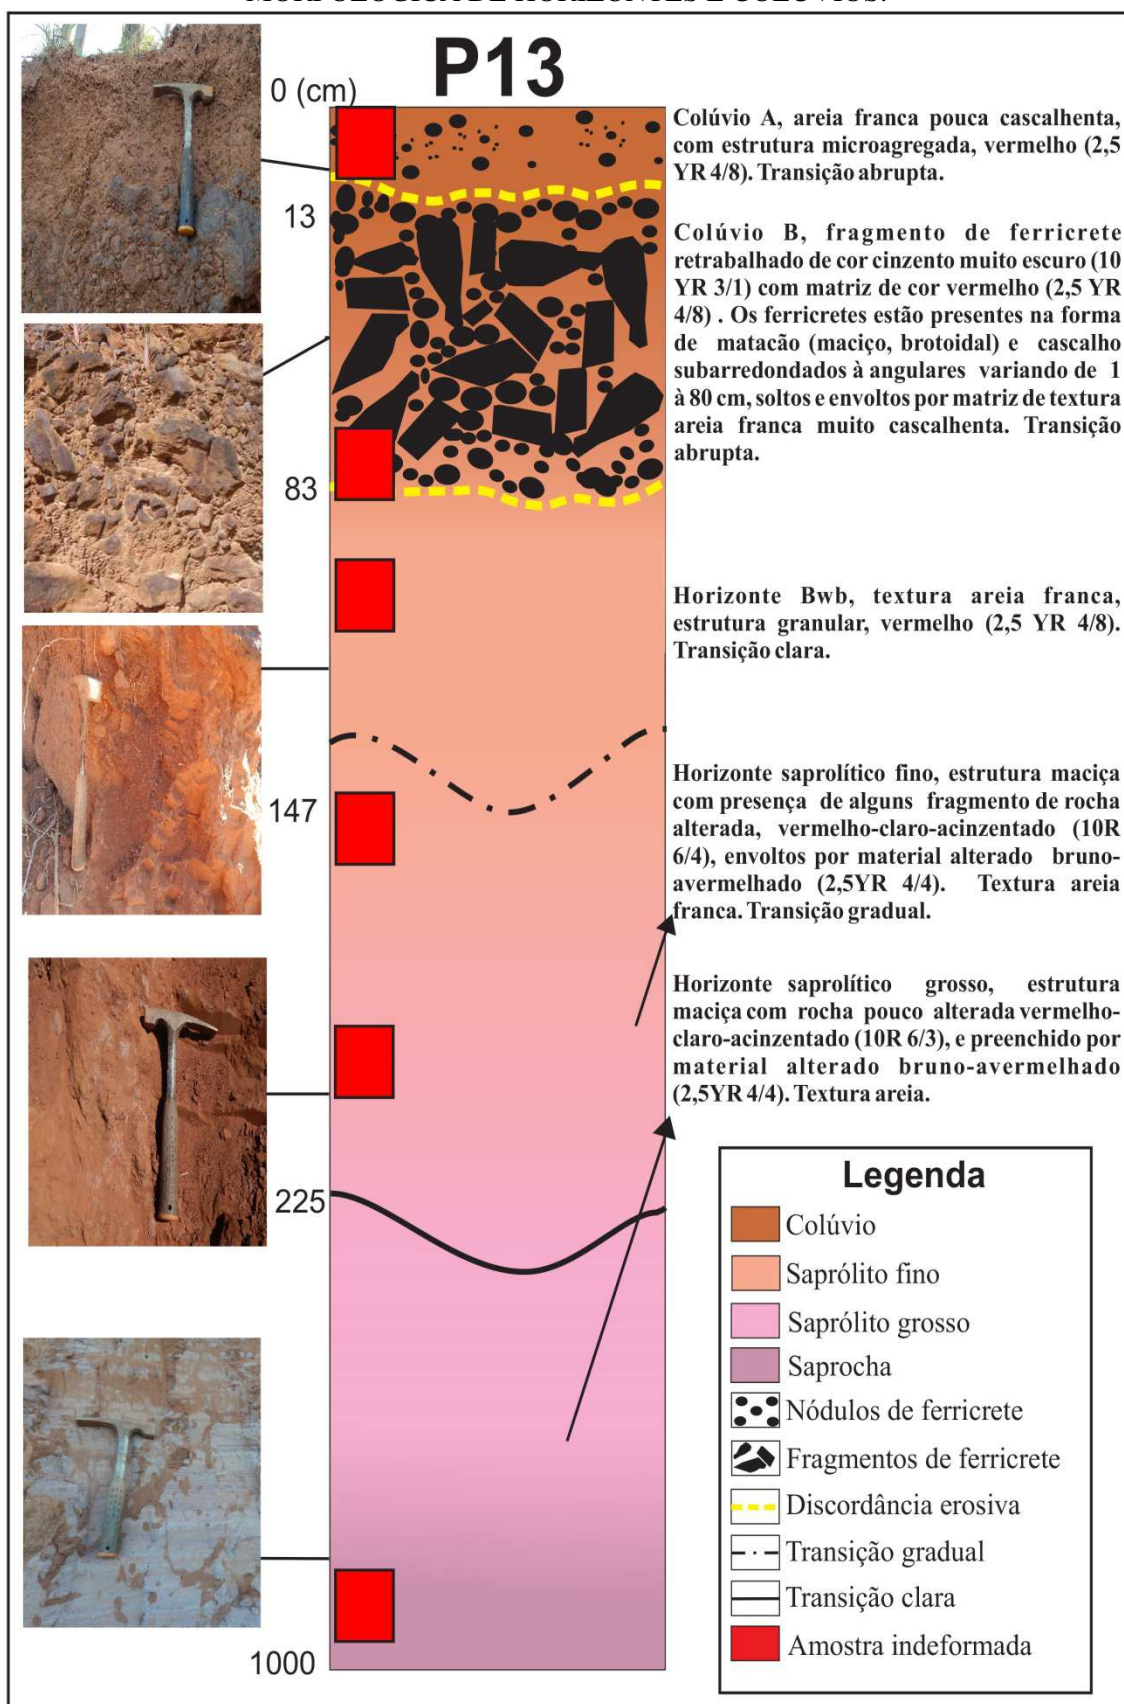 MORFOLÓGICA DE HORIZONTES E COLÚVIOS.
P13
0 (cm)
13
83
147
225
1000
Colúvio A, areia franca pouca cascalhenta,
com estrutura microagregada, vermelho (2,5
YR 4/8). Transição abrupta.
Colúvio B, fragmento de ferricrete
retrabalhado de cor cinzento muito escuro (10
YR 3/1) com matriz de cor vermelho (2,5 YR
4/8) . Os ferricretes estão presentes na forma
de matacão (maciço, brotoidal) e cascalho
subarredondados à angulares variando de 1
à 80 cm, soltos e envoltos por matriz de textura
areia franca muito cascalhenta. Transição
abrupta.
Horizonte Bwb, textura areia franca,
estrutura granular, vermelho (2,5 YR 4/8).
Transição clara.
Horizonte saprolítico fino, estrutura maciça
com presença de alguns fragmento de rocha
alterada, vermelho-claro-acinzentado (10R
6/4), envoltos por material alterado bruno-
avermelhado (2,5YR 4/4). Textura areia
franca. Transição gradual.
Horizonte saprolítico grosso, estrutura
maciça com rocha pouco alterada vermelho-
claro-acinzentado (10R 6/3), e preenchido por
material alterado bruno-avermelhado
(2,5YR 4/4). Textura areia.
Legenda
Colúvio
Saprólito fino
Saprólito grosso
Saprocha
Nódulos de ferricrete
Fragmentos de ferricrete
Discordância erosiva
Transição gradual
Transição clara
Amostra indeformada